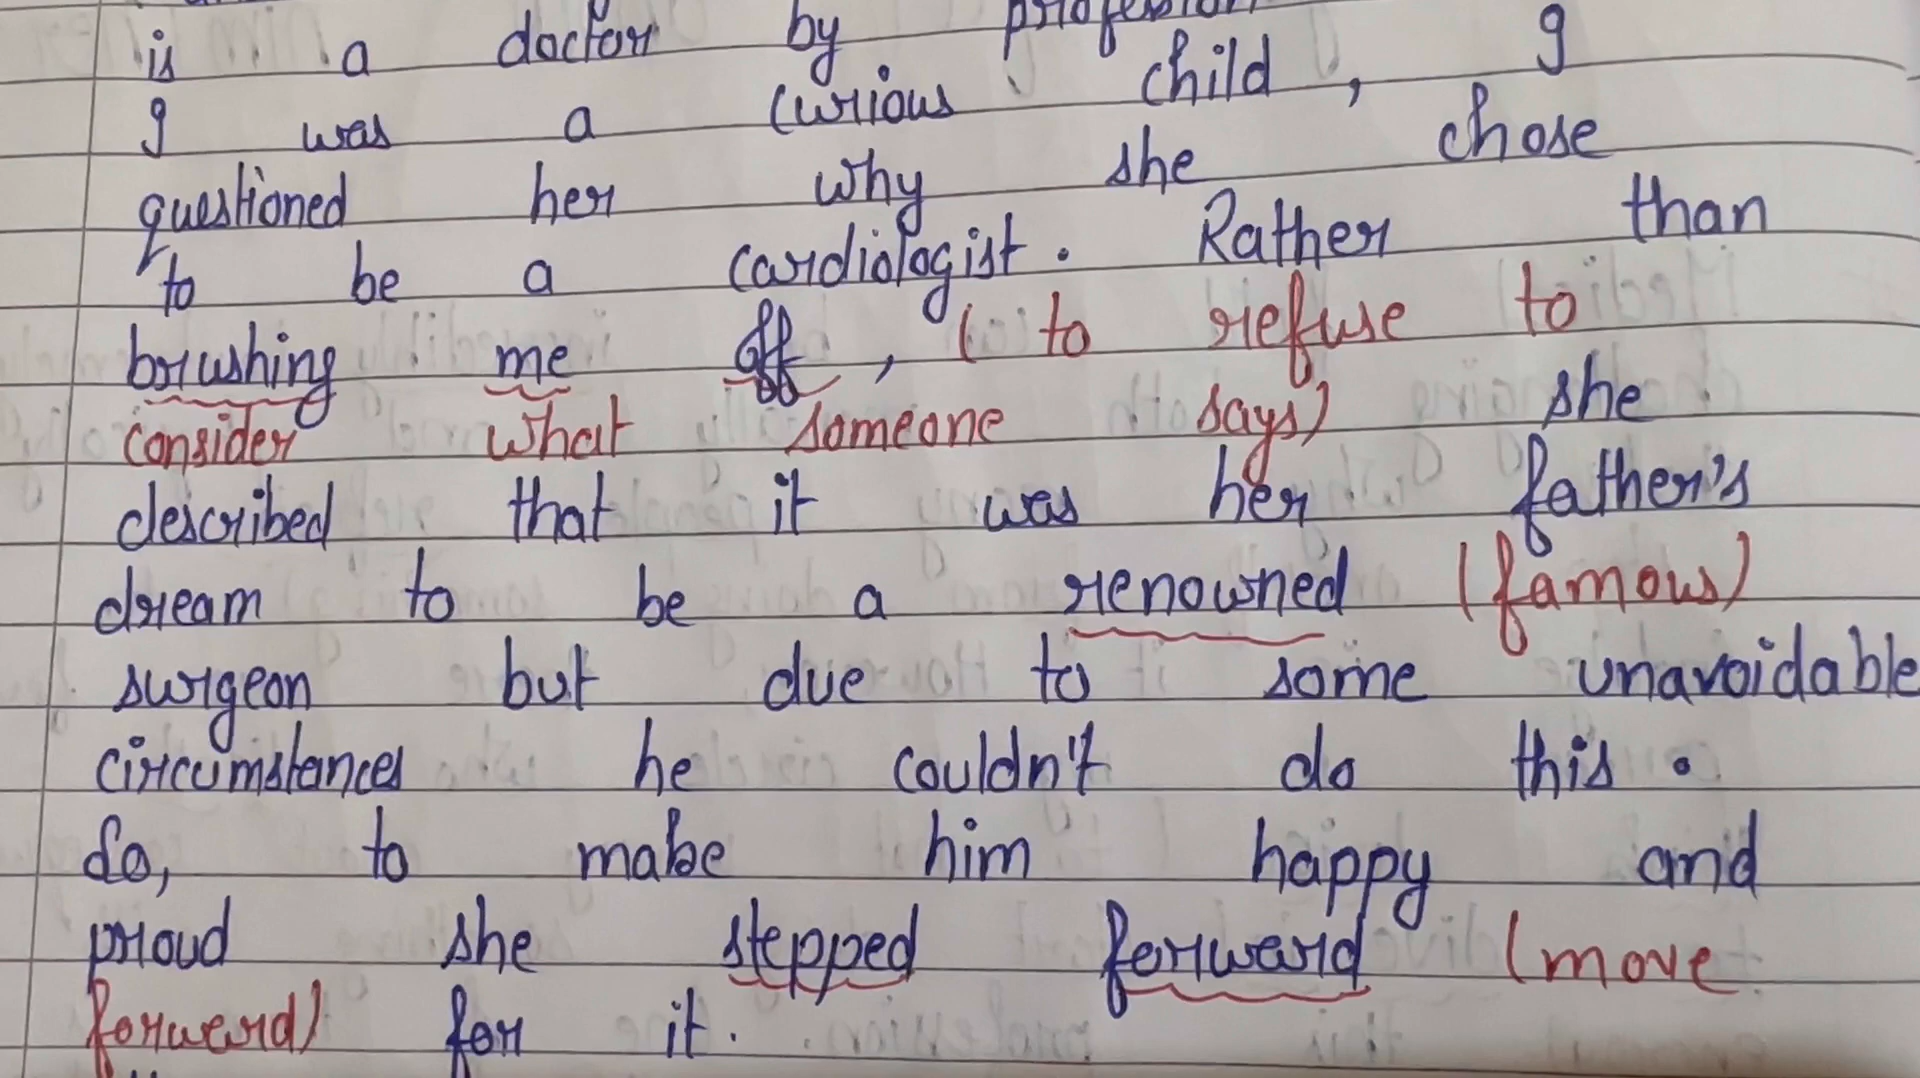 is a doctor by profession
I was a curious child, I
questioned her why she chose
to be a cardiologist. Rather than
brushing me off, (to refuse to
consider what someone says) she
described that it was her father's
dream to be a renowned (famous)
surgeon but due to some unavoidable
circumstances he couldn't do this.
So, to make him happy and
proud she stepped forward (move
forward) for it.